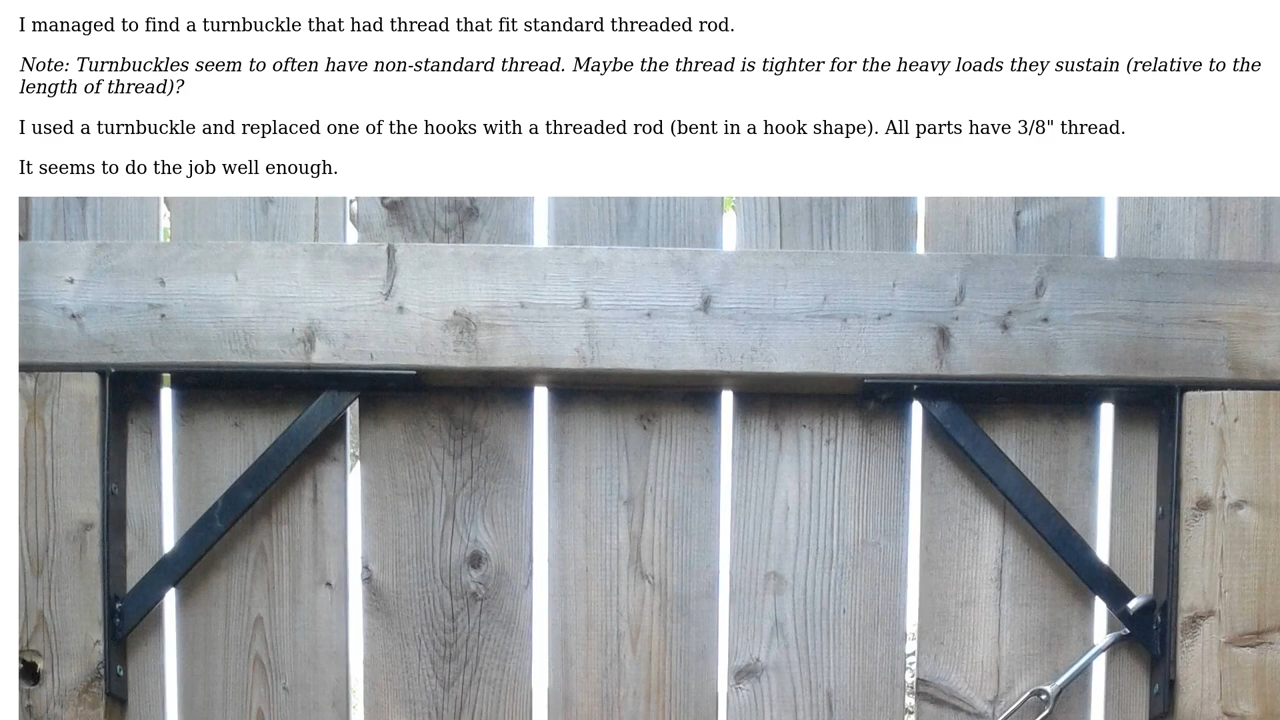 I managed to find a turnbuckle that had thread that fit standard threaded rod.
Note: Turnbuckles seem to often have non-standard thread. Maybe the thread is tighter for the heavy loads they sustain (relative to the
length of thread)?
I used a turnbuckle and replaced one of the hooks with a threaded rod (bent in a hook shape). All parts have 3/8" thread.
It seems to do the job well enough.